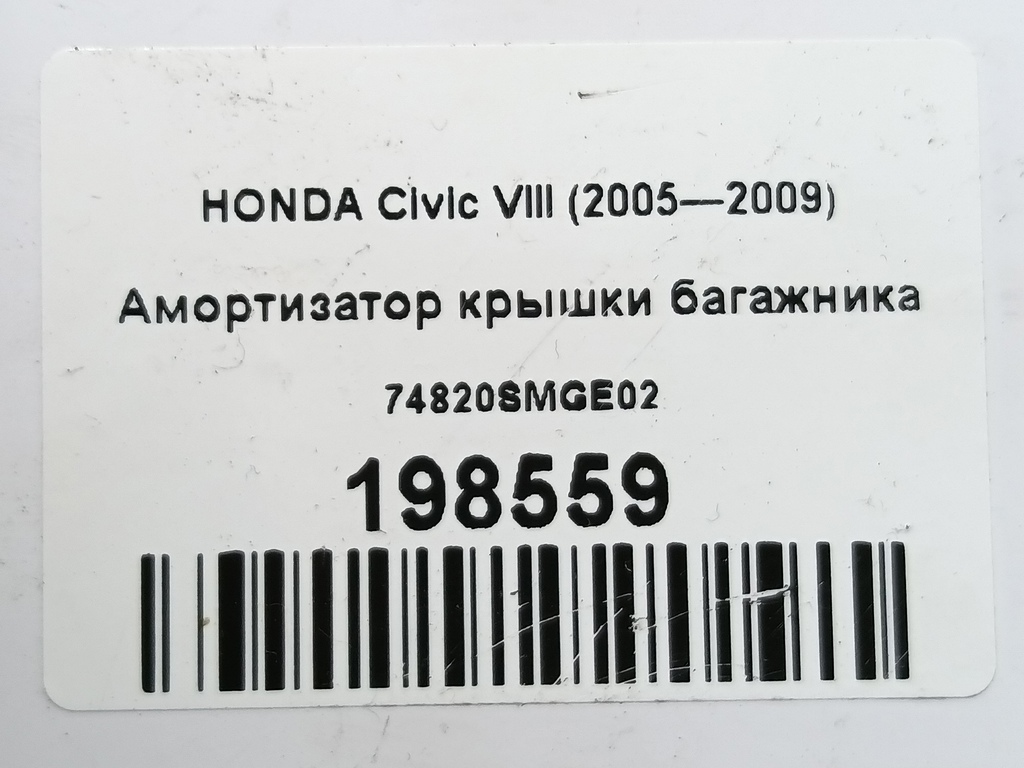 HONDA Civic VIII (2005—2009)
Амортизатор крышки багажника
74820SMGE02
198559